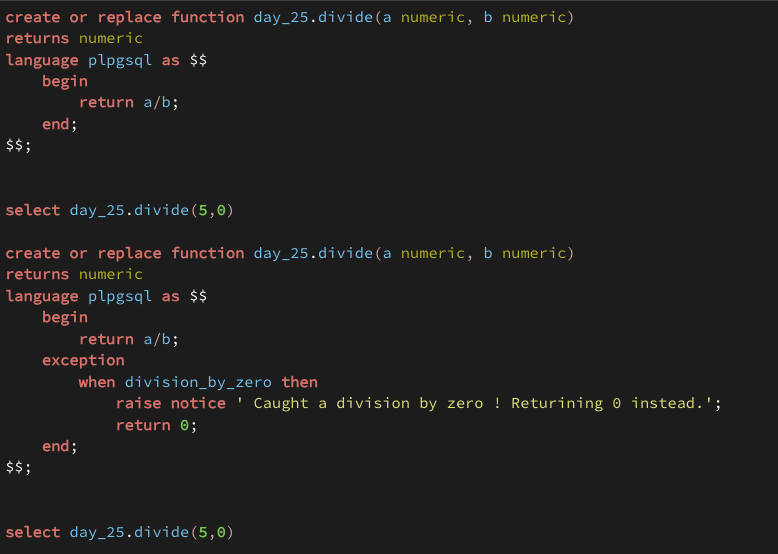 create or replace function day_25.divide(a numeric, b numeric)
returns numeric
language plpgsql as $$
    begin
        return a/b;
    end;
$$;
select day_25.divide(5,0)
create or replace function day_25.divide(a numeric, b numeric)
returns numeric
language plpgsql as $$
    begin
        return a/b;
    exception
        when division_by_zero then
            raise notice ' Caught a division by zero ! Returining 0 instead.';
            return 0;
    end;
$$;
select day_25.divide(5,0)